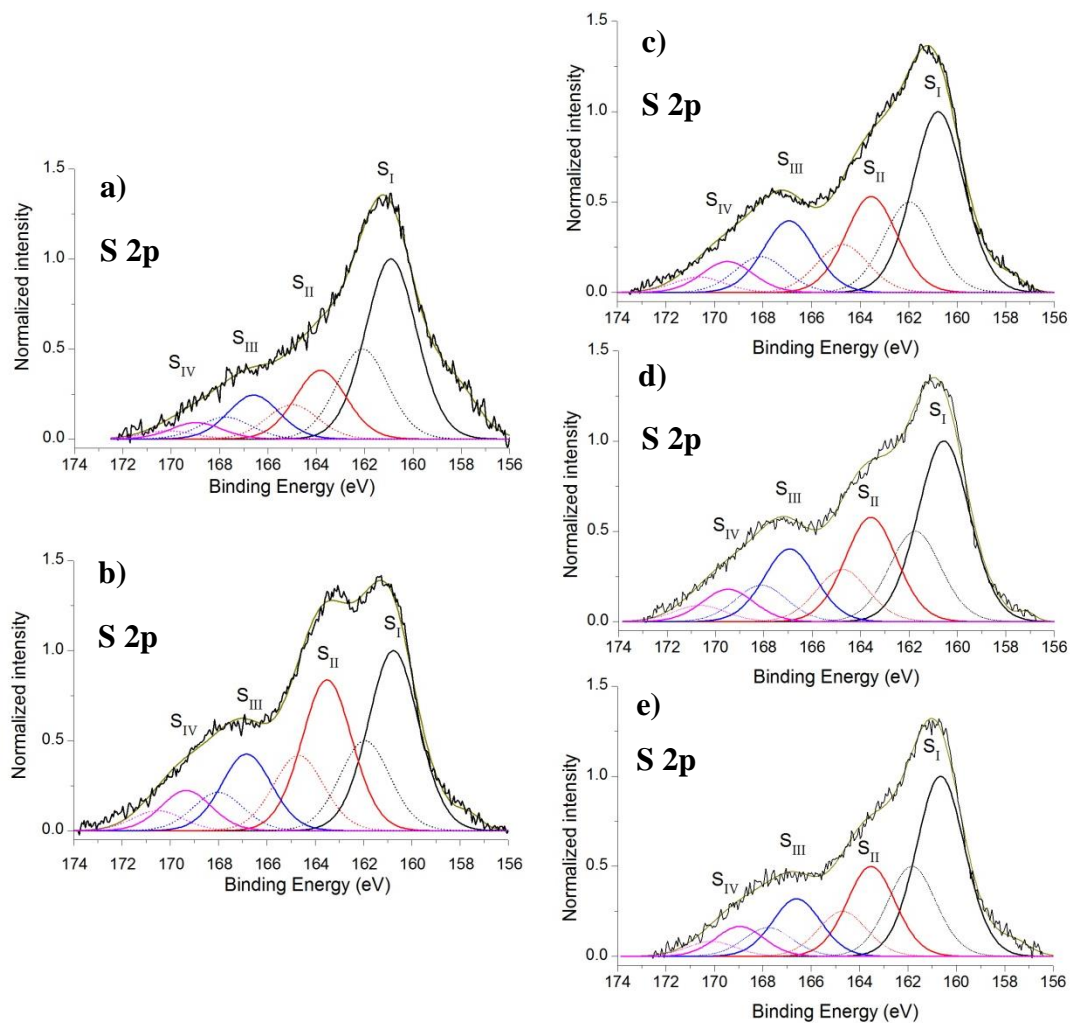 a)
S 2p
Normalized intensity
1.5
1.0
0.5
0.0
S_I
S_II
S_III
S_IV
174 172 170 168 166 164 162 160 158 156
Binding Energy (eV)
b)
S 2p
Normalized intensity
1.5
1.0
0.5
0.0
S_I
S_II
S_III
S_IV
174 172 170 168 166 164 162 160 158 156
Binding Energy (eV)
c)
S 2p
Normalized intensity
1.5
1.0
0.5
0.0
S_I
S_II
S_III
S_IV
174 172 170 168 166 164 162 160 158 156
Binding Energy (eV)
d)
S 2p
Normalized intensity
1.5
1.0
0.5
0.0
S_I
S_II
S_III
S_IV
174 172 170 168 166 164 162 160 158 156
Binding Energy (eV)
e)
S 2p
Normalized intensity
1.5
1.0
0.5
0.0
S_I
S_II
S_III
S_IV
174 172 170 168 166 164 162 160 158 156
Binding Energy (eV)